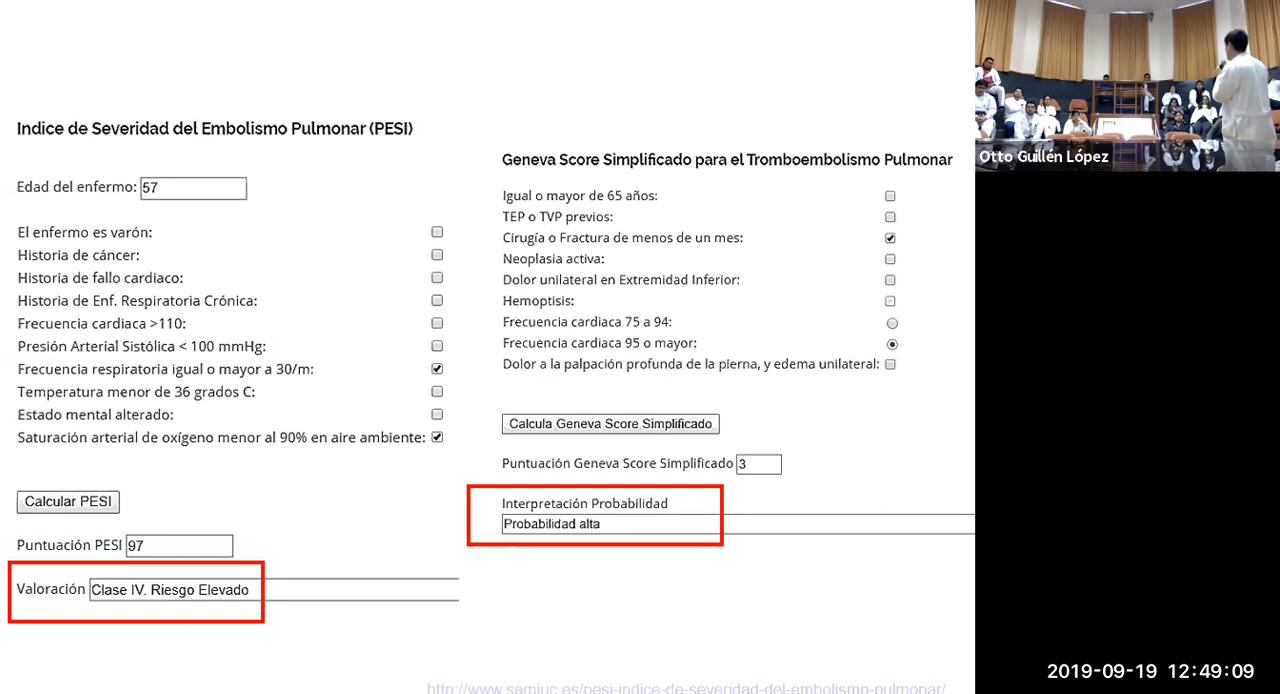 Indice de Severidad del Embolismo Pulmonar (PESI)
Edad del enfermo: 57
El enfermo es varón:
Historia de cáncer:
Historia de fallo cardiaco:
Historia de Enf. Respiratoria Crónica:
Frecuencia cardiaca >110:
Presión Arterial Sistólica < 100 mmHg:
Frecuencia respiratoria igual o mayor a 30/m:
Temperatura menor de 36 grados C:
Estado mental alterado:
Saturación arterial de oxígeno menor al 90% en aire ambiente:
Calcular PESI
Puntuación PESI 97
Valoración Clase IV. Riesgo Elevado
Geneva Score Simplificado para el Tromboembolismo Pulmonar
Igual o mayor de 65 años:
TEP o TVP previos:
Cirugía o Fractura de menos de un mes:
Neoplasia activa:
Dolor unilateral en Extremidad Inferior:
Hemoptisis:
Frecuencia cardiaca 75 a 94:
Frecuencia cardiaca 95 o mayor:
Dolor a la palpación profunda de la pierna, y edema unilateral:
Calcula Geneva Score Simplificado
Puntuación Geneva Score Simplificado 3
Interpretación Probabilidad
Probabilidad alta
http://www.samiuc.es/pesi-indice-de-severidad-del-embolismo-pulmonar/
Otto Guillén López
2019-09-19 12:49:09